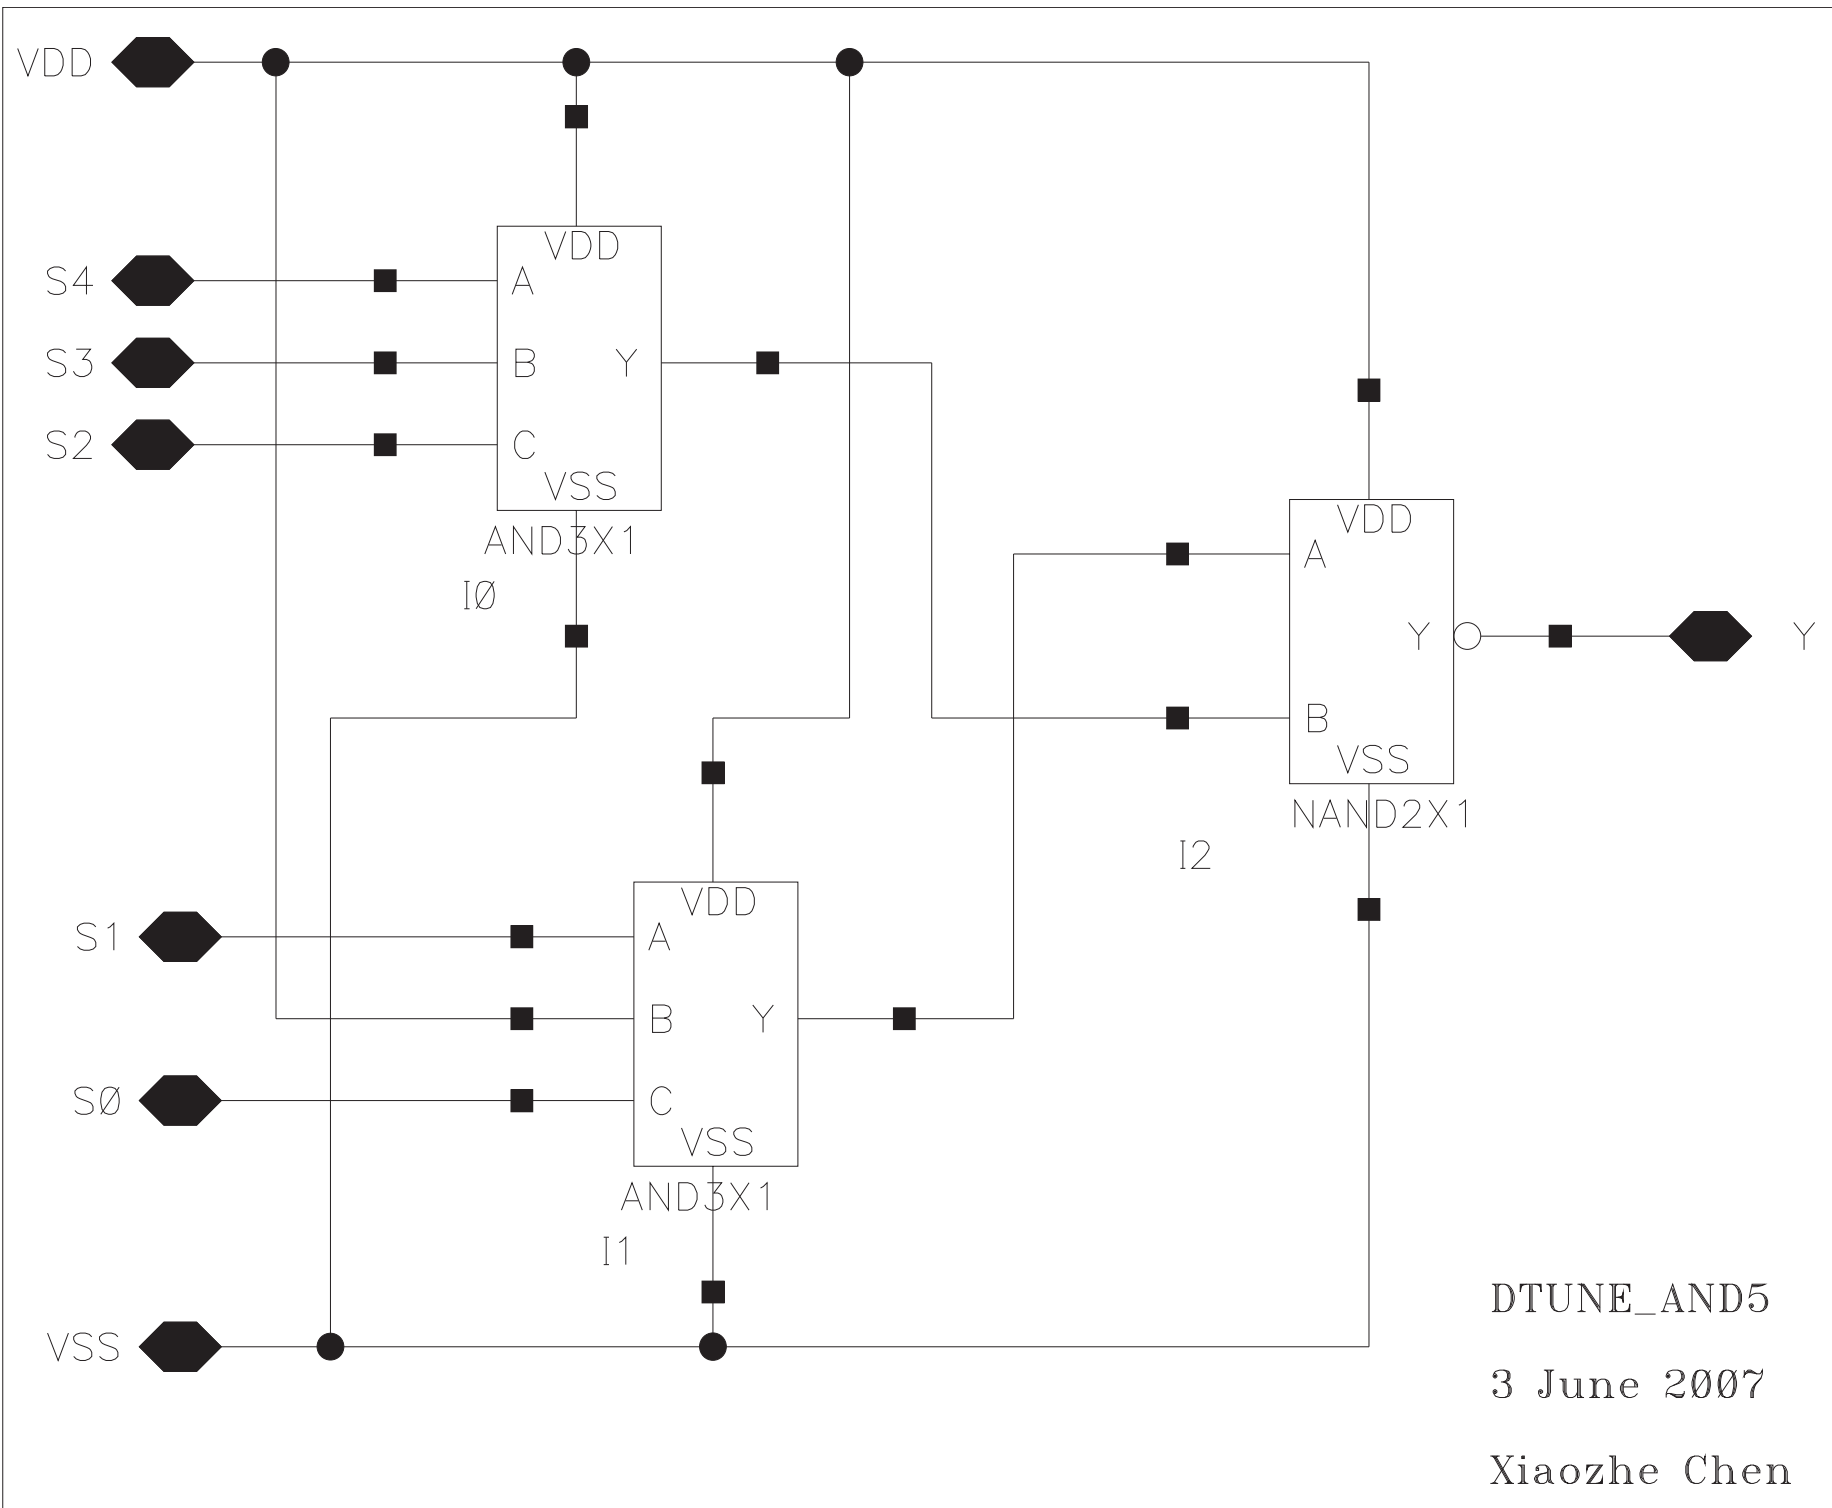 VDD
VDD
S4
A
S3
B
Y
S2
C
VSS
AND3X1
IØ
VDD
A
Y
Y
B
VSS
NAND2X1
I2
VDD
S1
A
B
Y
SØ
C
VSS
AND3X1
I1
VSS
DTUNE_AND5
3 June 2007
Xiaozhe Chen